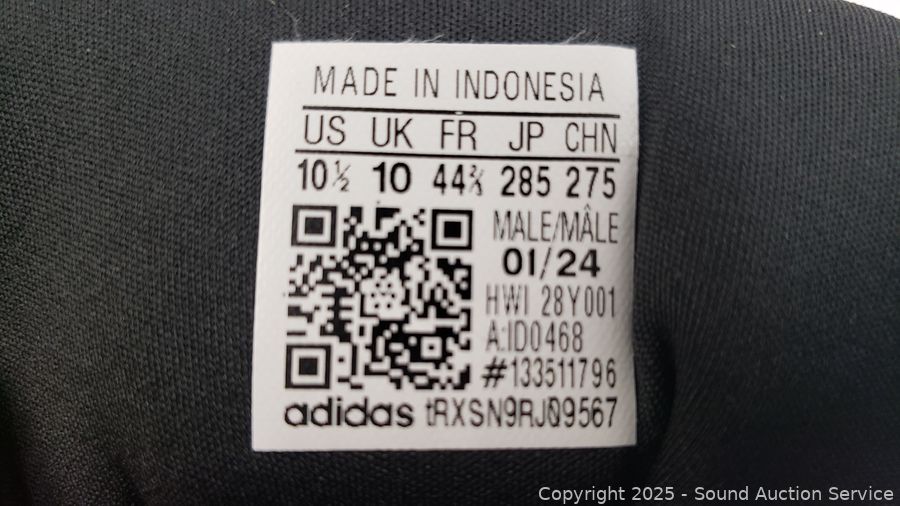 MADE IN INDONESIA
US UK FR JP CHN
10½ 10 44⅔ 285 275
MALE/MÂLE
01/24
HWI 28Y001
A:ID0468
#133511796
adidas tRXSN9RJ09567
Copyright 2025 - Sound Auction Service